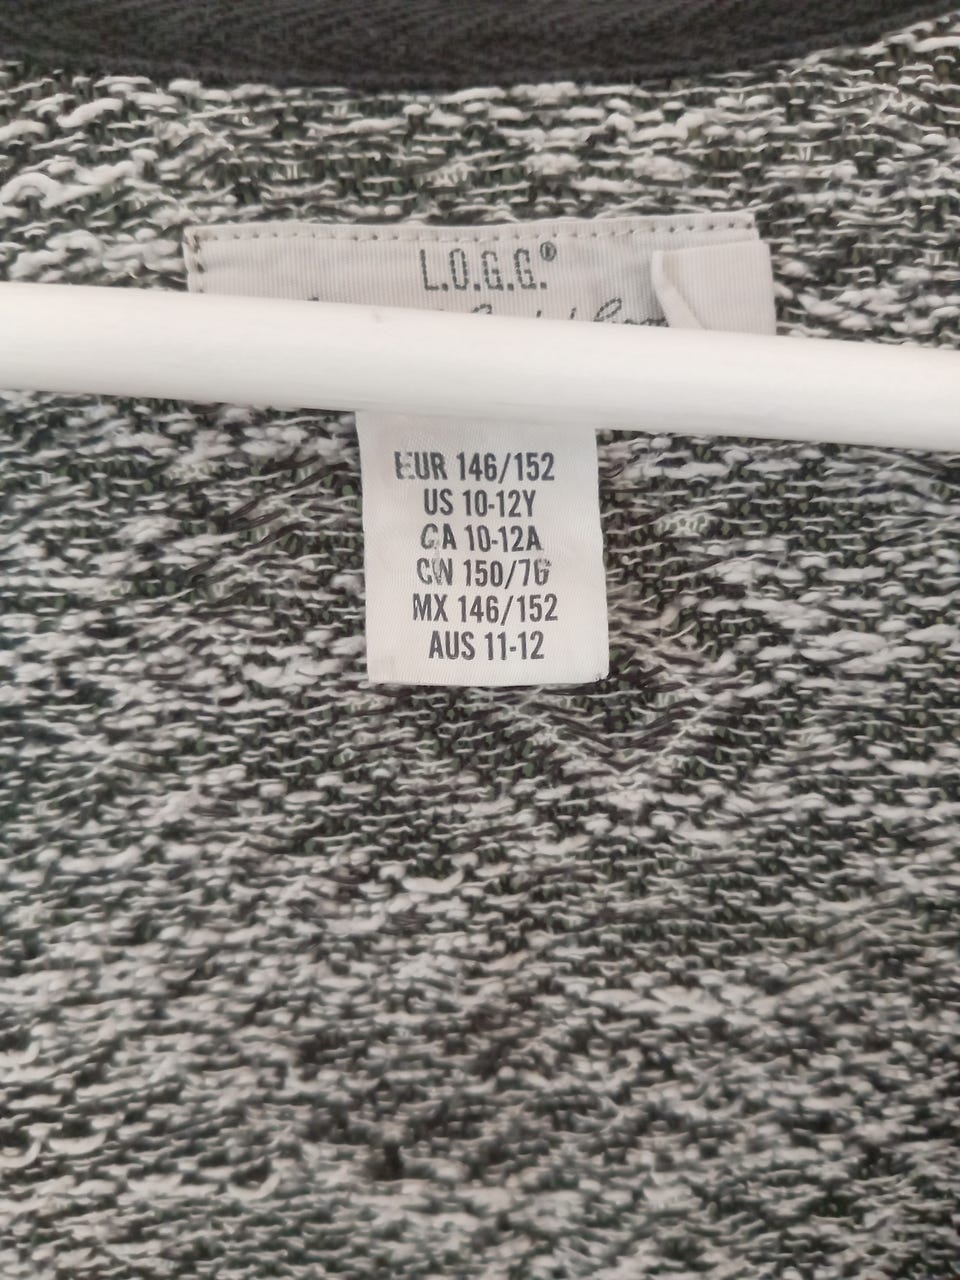 L.O.G.G.®
EUR 146/152
US 10-12Y
CA 10-12A
CN 150/76
MX 146/152
AUS 11-12